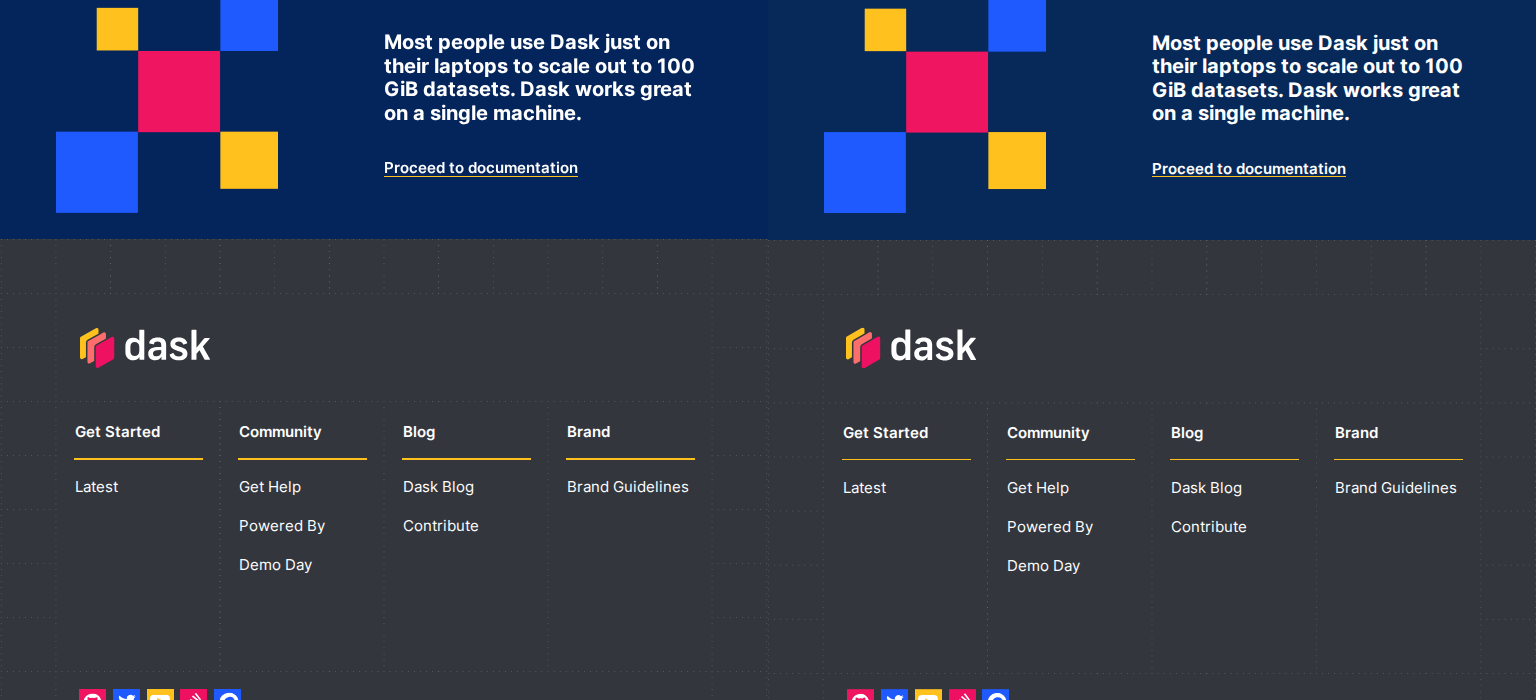 Most people use Dask just on
their laptops to scale out to 100
GiB datasets. Dask works great
on a single machine.
Proceed to documentation
dask
Get Started
Community
Blog
Brand
Latest
Get Help
Dask Blog
Brand Guidelines
Powered By
Contribute
Demo Day
Most people use Dask just on
their laptops to scale out to 100
GiB datasets. Dask works great
on a single machine.
Proceed to documentation
dask
Get Started
Community
Blog
Brand
Latest
Get Help
Dask Blog
Brand Guidelines
Powered By
Contribute
Demo Day